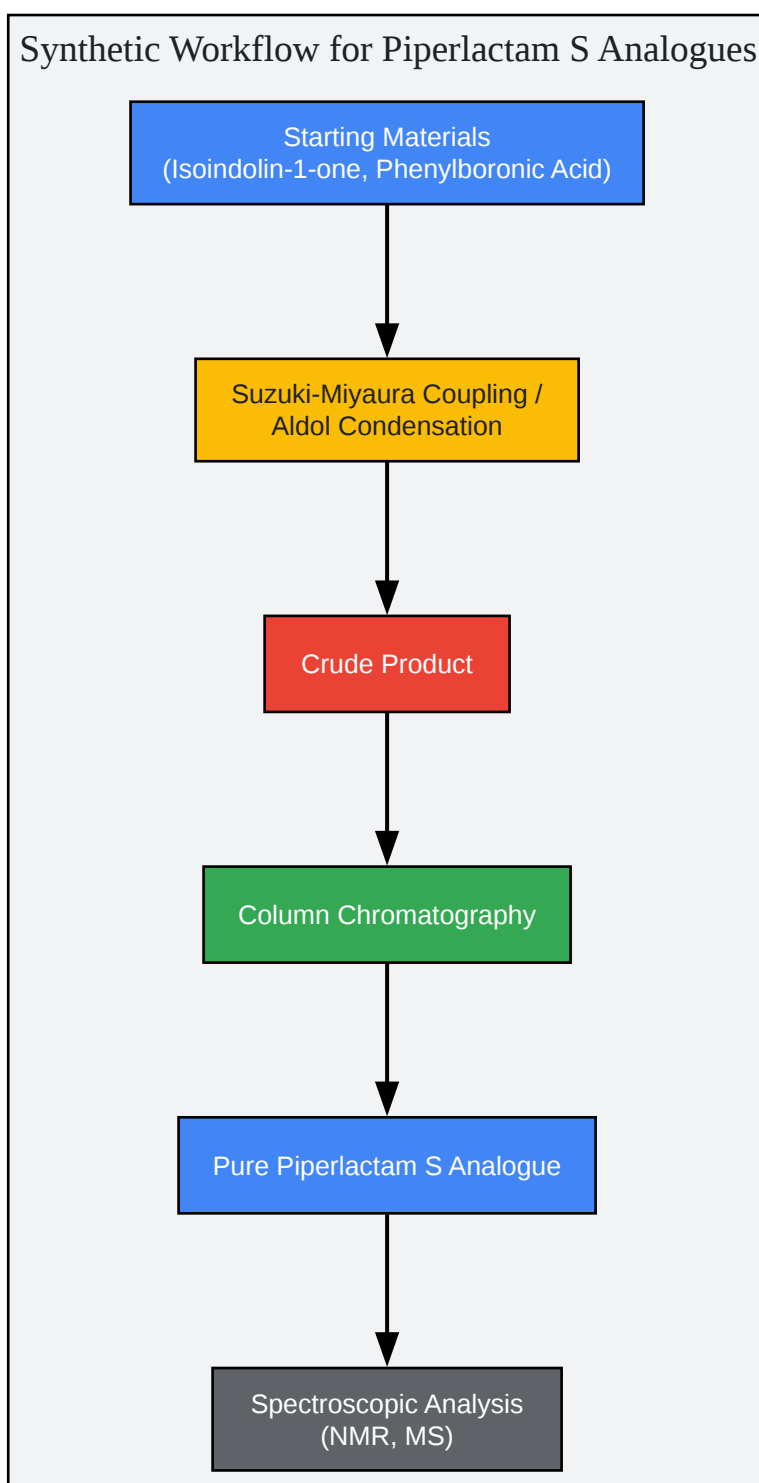 Synthetic Workflow for Piperlactam S Analogues
Starting Materials
(Isoindolin-1-one, Phenylboronic Acid)
Suzuki-Miyaura Coupling /
Aldol Condensation
Crude Product
Column Chromatography
Pure Piperlactam S Analogue
Spectroscopic Analysis
(NMR, MS)